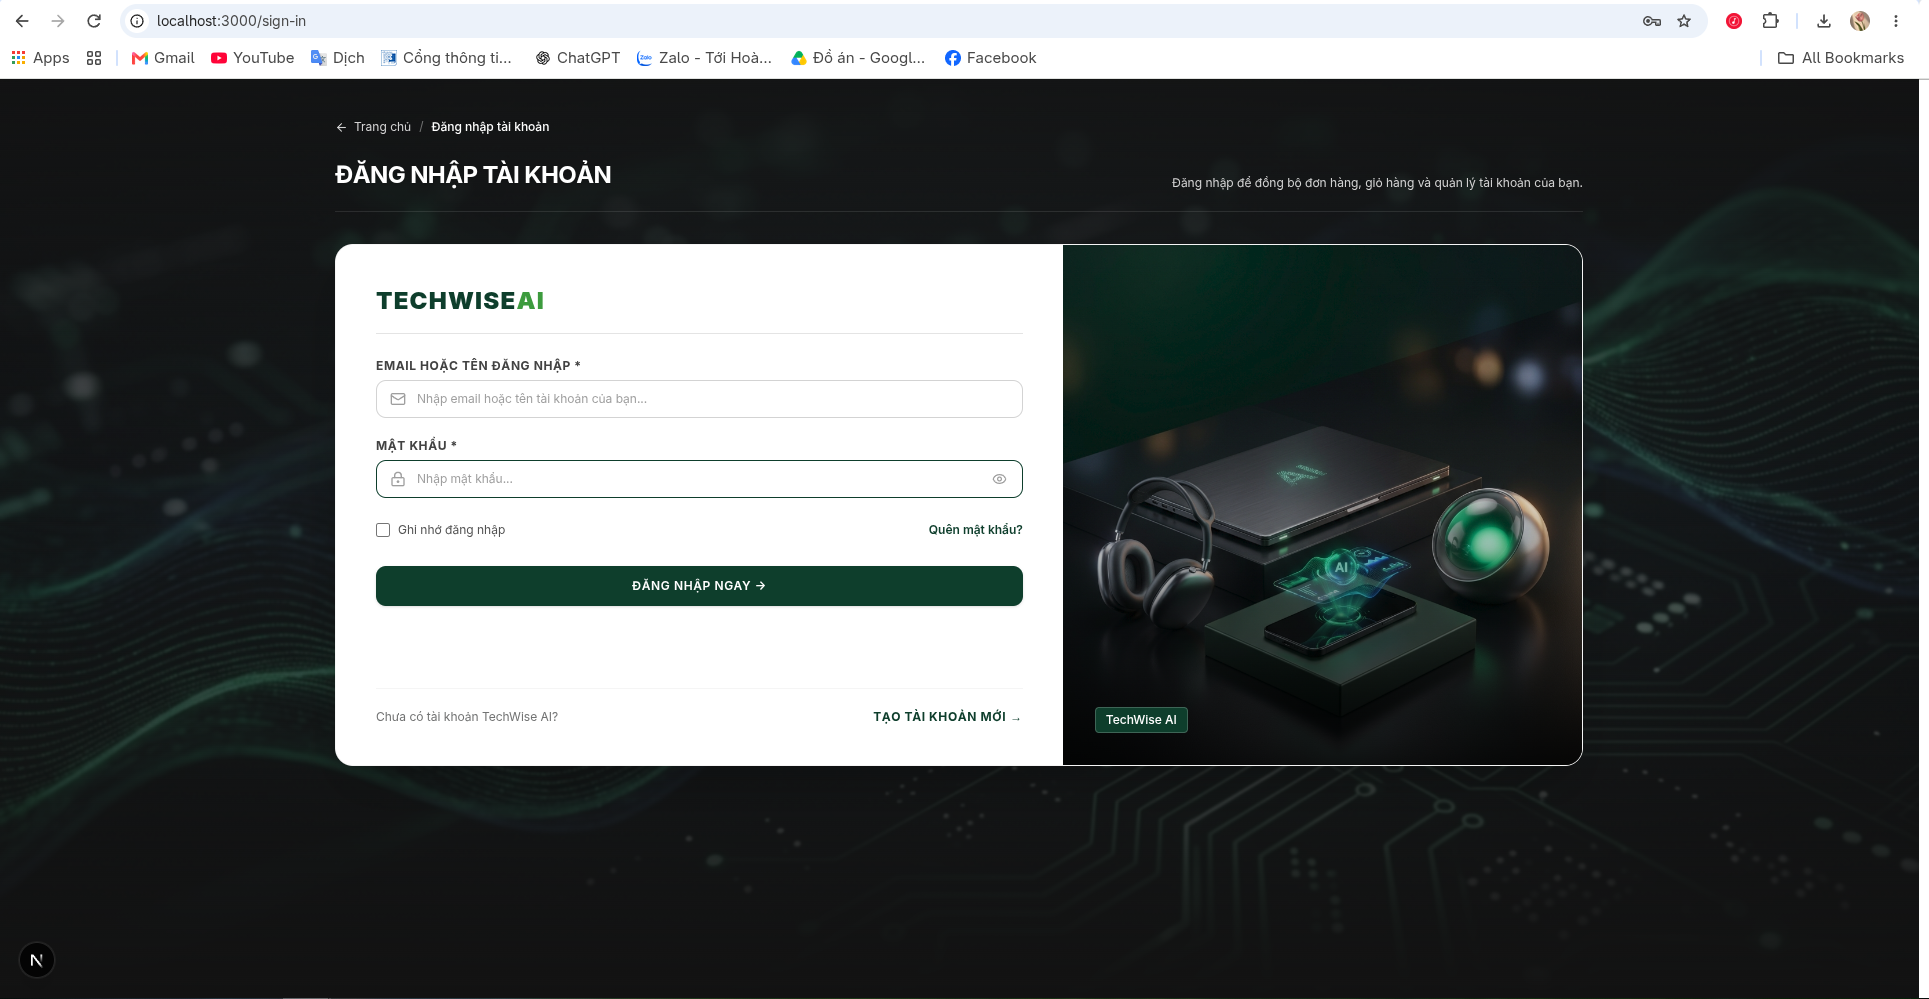 localhost:3000/sign-in
Apps
Gmail
YouTube
Dịch
Cổng thông ti...
ChatGPT
Zalo - Tới Hoà...
Đồ án - Googl...
Facebook
All Bookmarks
← Trang chủ / Đăng nhập tài khoản
ĐĂNG NHẬP TÀI KHOẢN
Đăng nhập để đồng bộ đơn hàng, giỏ hàng và quản lý tài khoản của bạn.
TECHWISEAI
EMAIL HOẶC TÊN ĐĂNG NHẬP *
Nhập email hoặc tên tài khoản của bạn...
MẬT KHẨU *
Nhập mật khẩu...
Ghi nhớ đăng nhập
Quên mật khẩu?
ĐĂNG NHẬP NGAY →
Chưa có tài khoản TechWise AI?
TẠO TÀI KHOẢN MỚI →
AI
AI
TechWise AI
N